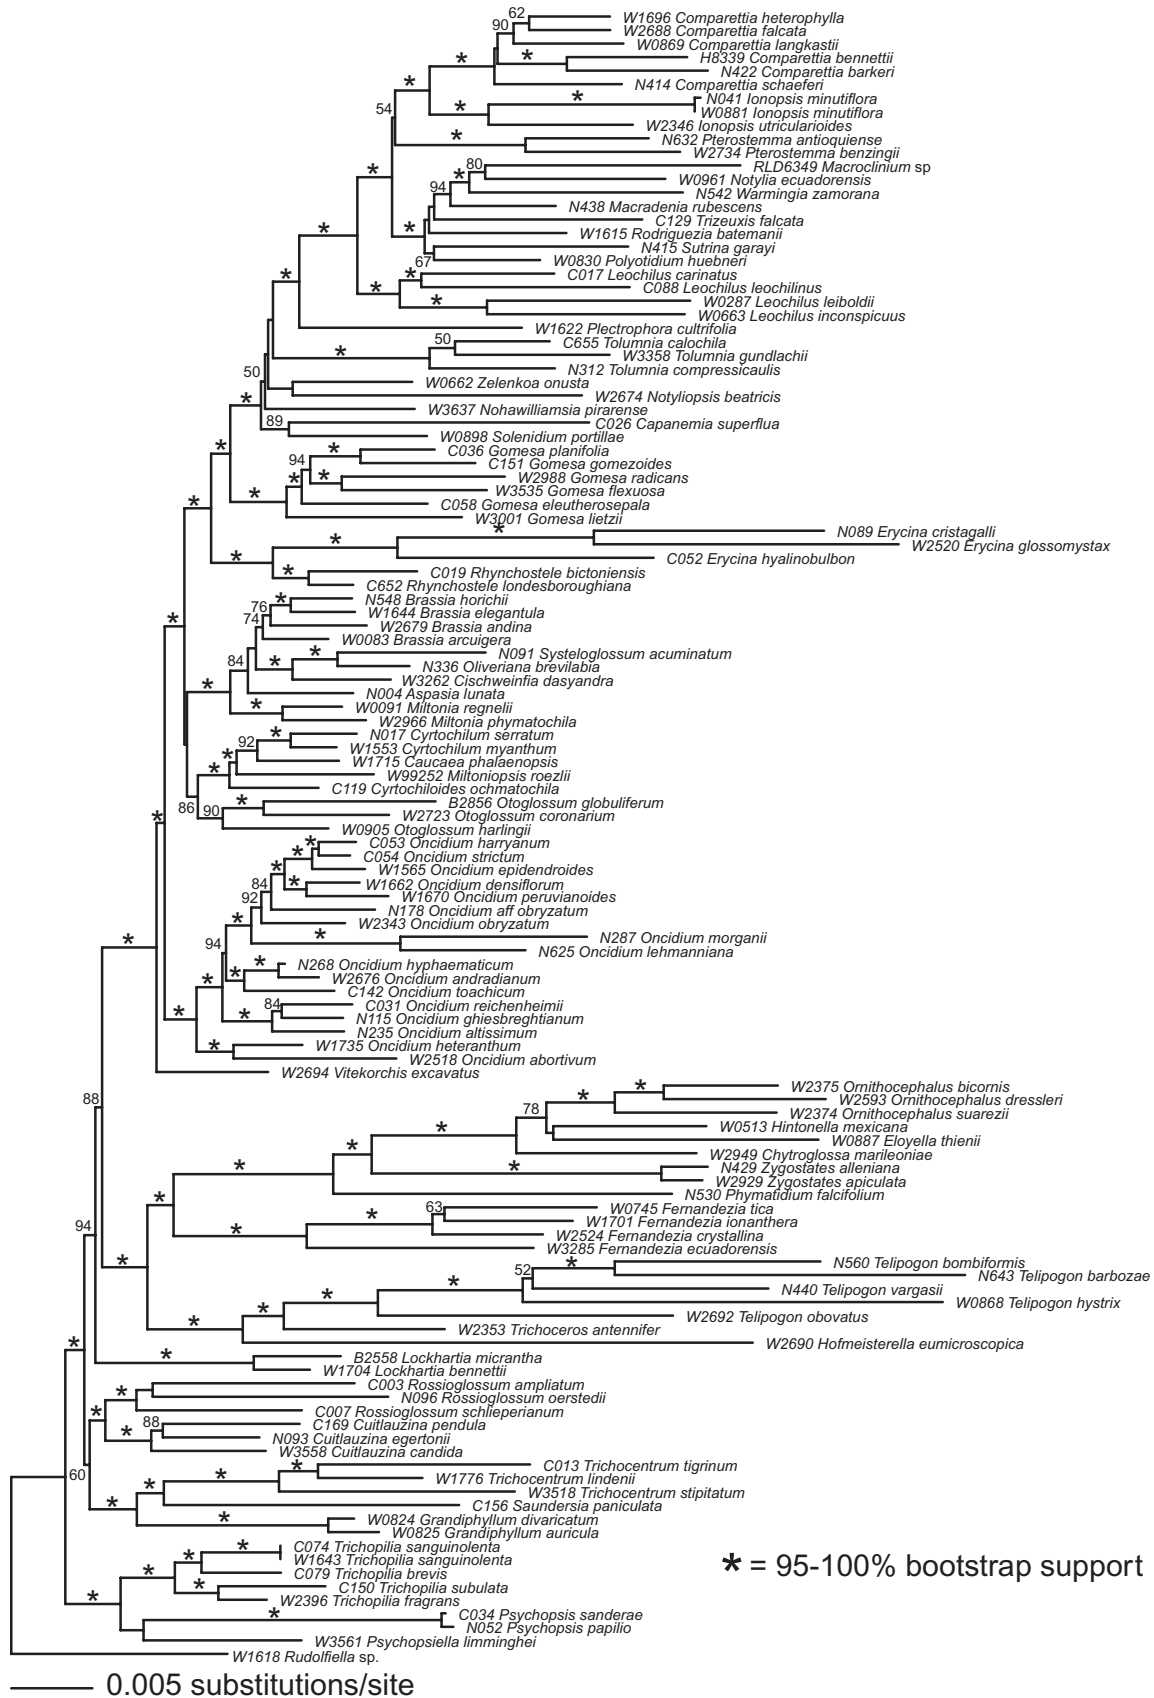 62
W1696 Comparettia heterophylla
90
W2688 Comparettia falcata
W0869 Comparettia langkastii
* H8339 Comparettia bennettii
* N422 Comparettia barkeri
* N414 Comparettia schaeferi
* N041 Ionopsis minutiflora
54 * W0881 Ionopsis minutiflora
W2346 Ionopsis utricularioides
* N632 Pterostemma antioquiense
W2734 Pterostemma benzingii
80 RLD6349 Macroclinium sp
* * W0961 Notylia ecuadorensis
94 N542 Warmingia zamorana
N438 Macradenia rubescens
C129 Trizeuxis falcata
* * W1615 Rodriguezia batemanii
N415 Sutrina garayi
67 W0830 Polyotidium huebneri
* * C017 Leochilus carinatus
* C088 Leochilus leochilinus
* W0287 Leochilus leiboldii
W0663 Leochilus inconspicuus
W1622 Plectrophora cultrifolia
50 C655 Tolumnia calochila
* W3358 Tolumnia gundlachii
50 N312 Tolumnia compressicaulis
W0662 Zelenkoa onusta
* W2674 Notyliopsis beatricis
W3637 Nohawilliamsia pirarense
89 C026 Capanemia superflua
W0898 Solenidium portillae
* * C036 Gomesa planifolia
94 C151 Gomesa gomezoides
* * W2988 Gomesa radicans
* W3535 Gomesa flexuosa
* C058 Gomesa eleutherosepala
W3001 Gomesa lietzii
* N089 Erycina cristagalli
* W2520 Erycina glossomystax
* C052 Erycina hyalinobulbon
* C019 Rhynchostele bictoniensis
C652 Rhynchostele londesboroughiana
* N548 Brassia horichii
76 W1644 Brassia elegantula
* 74 W2679 Brassia andina
W0083 Brassia arcuigera
* N091 Systeloglossum acuminatum
84 * N336 Oliveriana brevilabia
W3262 Cischweinfia dasyandra
* N004 Aspasia lunata
* W0091 Miltonia regnelii
W2966 Miltonia phymatochila
* N017 Cyrtochilum serratum
92 W1553 Cyrtochilum myanthum
* W1715 Caucaea phalaenopsis
* W99252 Miltoniopsis roezlii
C119 Cyrtochiloides ochmatochila
86 * B2856 Otoglossum globuliferum
90 W2723 Otoglossum coronarium
* W0905 Otoglossum harlingii
* C053 Oncidium harryanum
* C054 Oncidium strictum
* W1565 Oncidium epidendroides
84 * W1662 Oncidium densiflorum
92 W1670 Oncidium peruvianoides
N178 Oncidium aff obryzatum
* W2343 Oncidium obryzatum
* * N287 Oncidium morganii
94 N625 Oncidium lehmanniana
* N268 Oncidium hyphaematicum
* * W2676 Oncidium andradianum
C142 Oncidium toachicum
84 C031 Oncidium reichenheimii
* * N115 Oncidium ghiesbreghtianum
N235 Oncidium altissimum
* W1735 Oncidium heteranthum
W2518 Oncidium abortivum
W2694 Vitekorchis excavatus
* W2375 Ornithocephalus bicornis
88 * W2593 Ornithocephalus dressleri
78 W2374 Ornithocephalus suarezii
* W0513 Hintonella mexicana
W0887 Eloyella thienii
* W2949 Chytroglossa marileoniae
* * N429 Zygostates alleniana
W2929 Zygostates apiculata
* N530 Phymatidium falcifolium
63 W0745 Fernandezia tica
* W1701 Fernandezia ionanthera
94 * W2524 Fernandezia crystallina
W3285 Fernandezia ecuadorensis
* * N560 Telipogon bombiformis
52 N643 Telipogon barbozae
* N440 Telipogon vargasii
* W0868 Telipogon hystrix
* W2692 Telipogon obovatus
* W2353 Trichoceros antennifer
* W2690 Hofmeisterella eumicroscopica
* B2558 Lockhartia micrantha
W1704 Lockhartia bennettii
* C003 Rossioglossum ampliatum
N096 Rossioglossum oerstedii
* C007 Rossioglossum schlieperianum
88 C169 Cuitlauzina pendula
* N093 Cuitlauzina egertonii
W3558 Cuitlauzina candida
* C013 Trichocentrum tigrinum
60 * W1776 Trichocentrum lindenii
* W3518 Trichocentrum stipitatum
* C156 Saundersia paniculata
* W0824 Grandiphyllum divaricatum
W0825 Grandiphyllum auricula
* C074 Trichopilia sanguinolenta
* W1643 Trichopilia sanguinolenta
* C079 Trichopilia brevis
* C150 Trichopilia subulata
W2396 Trichopilia fragrans
* = 95-100% bootstrap support
* * C034 Psychopsis sanderae
N052 Psychopsis papilio
W3561 Psychopsiella limminghei
W1618 Rudolfiella sp.
0.005 substitutions/site